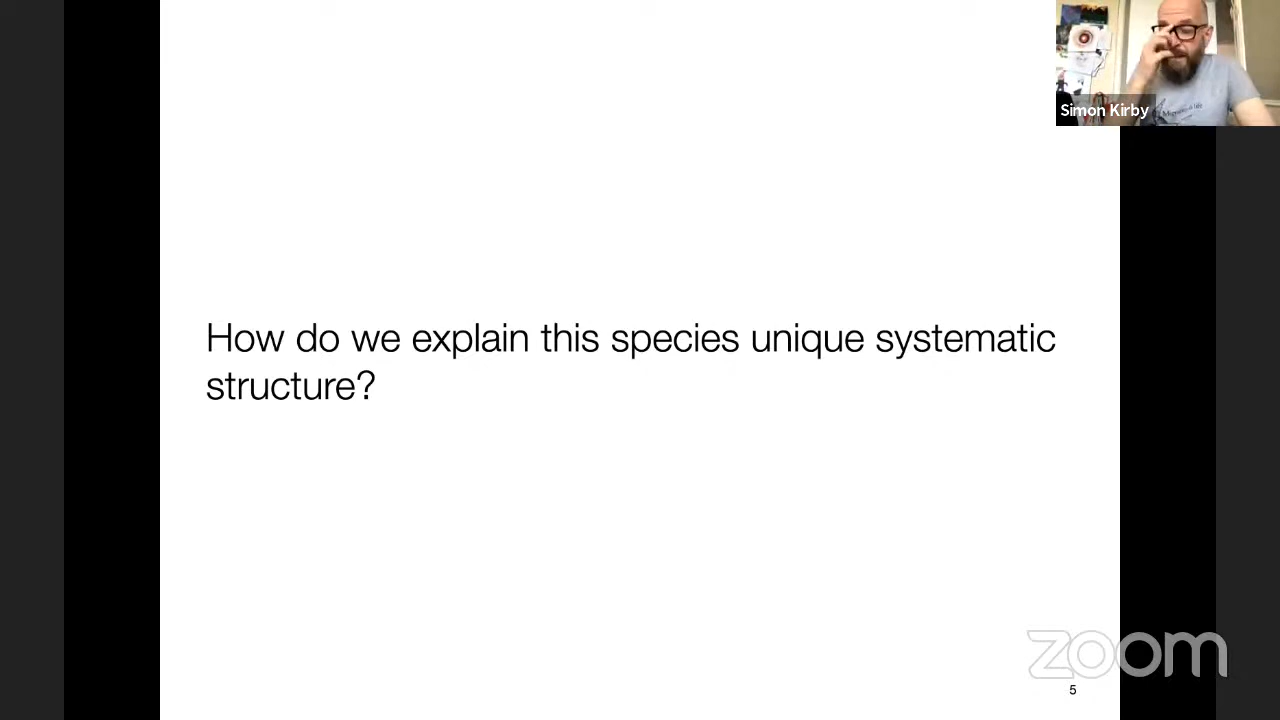 Simon Kirby
How do we explain this species unique systematic
structure?
zoom
5